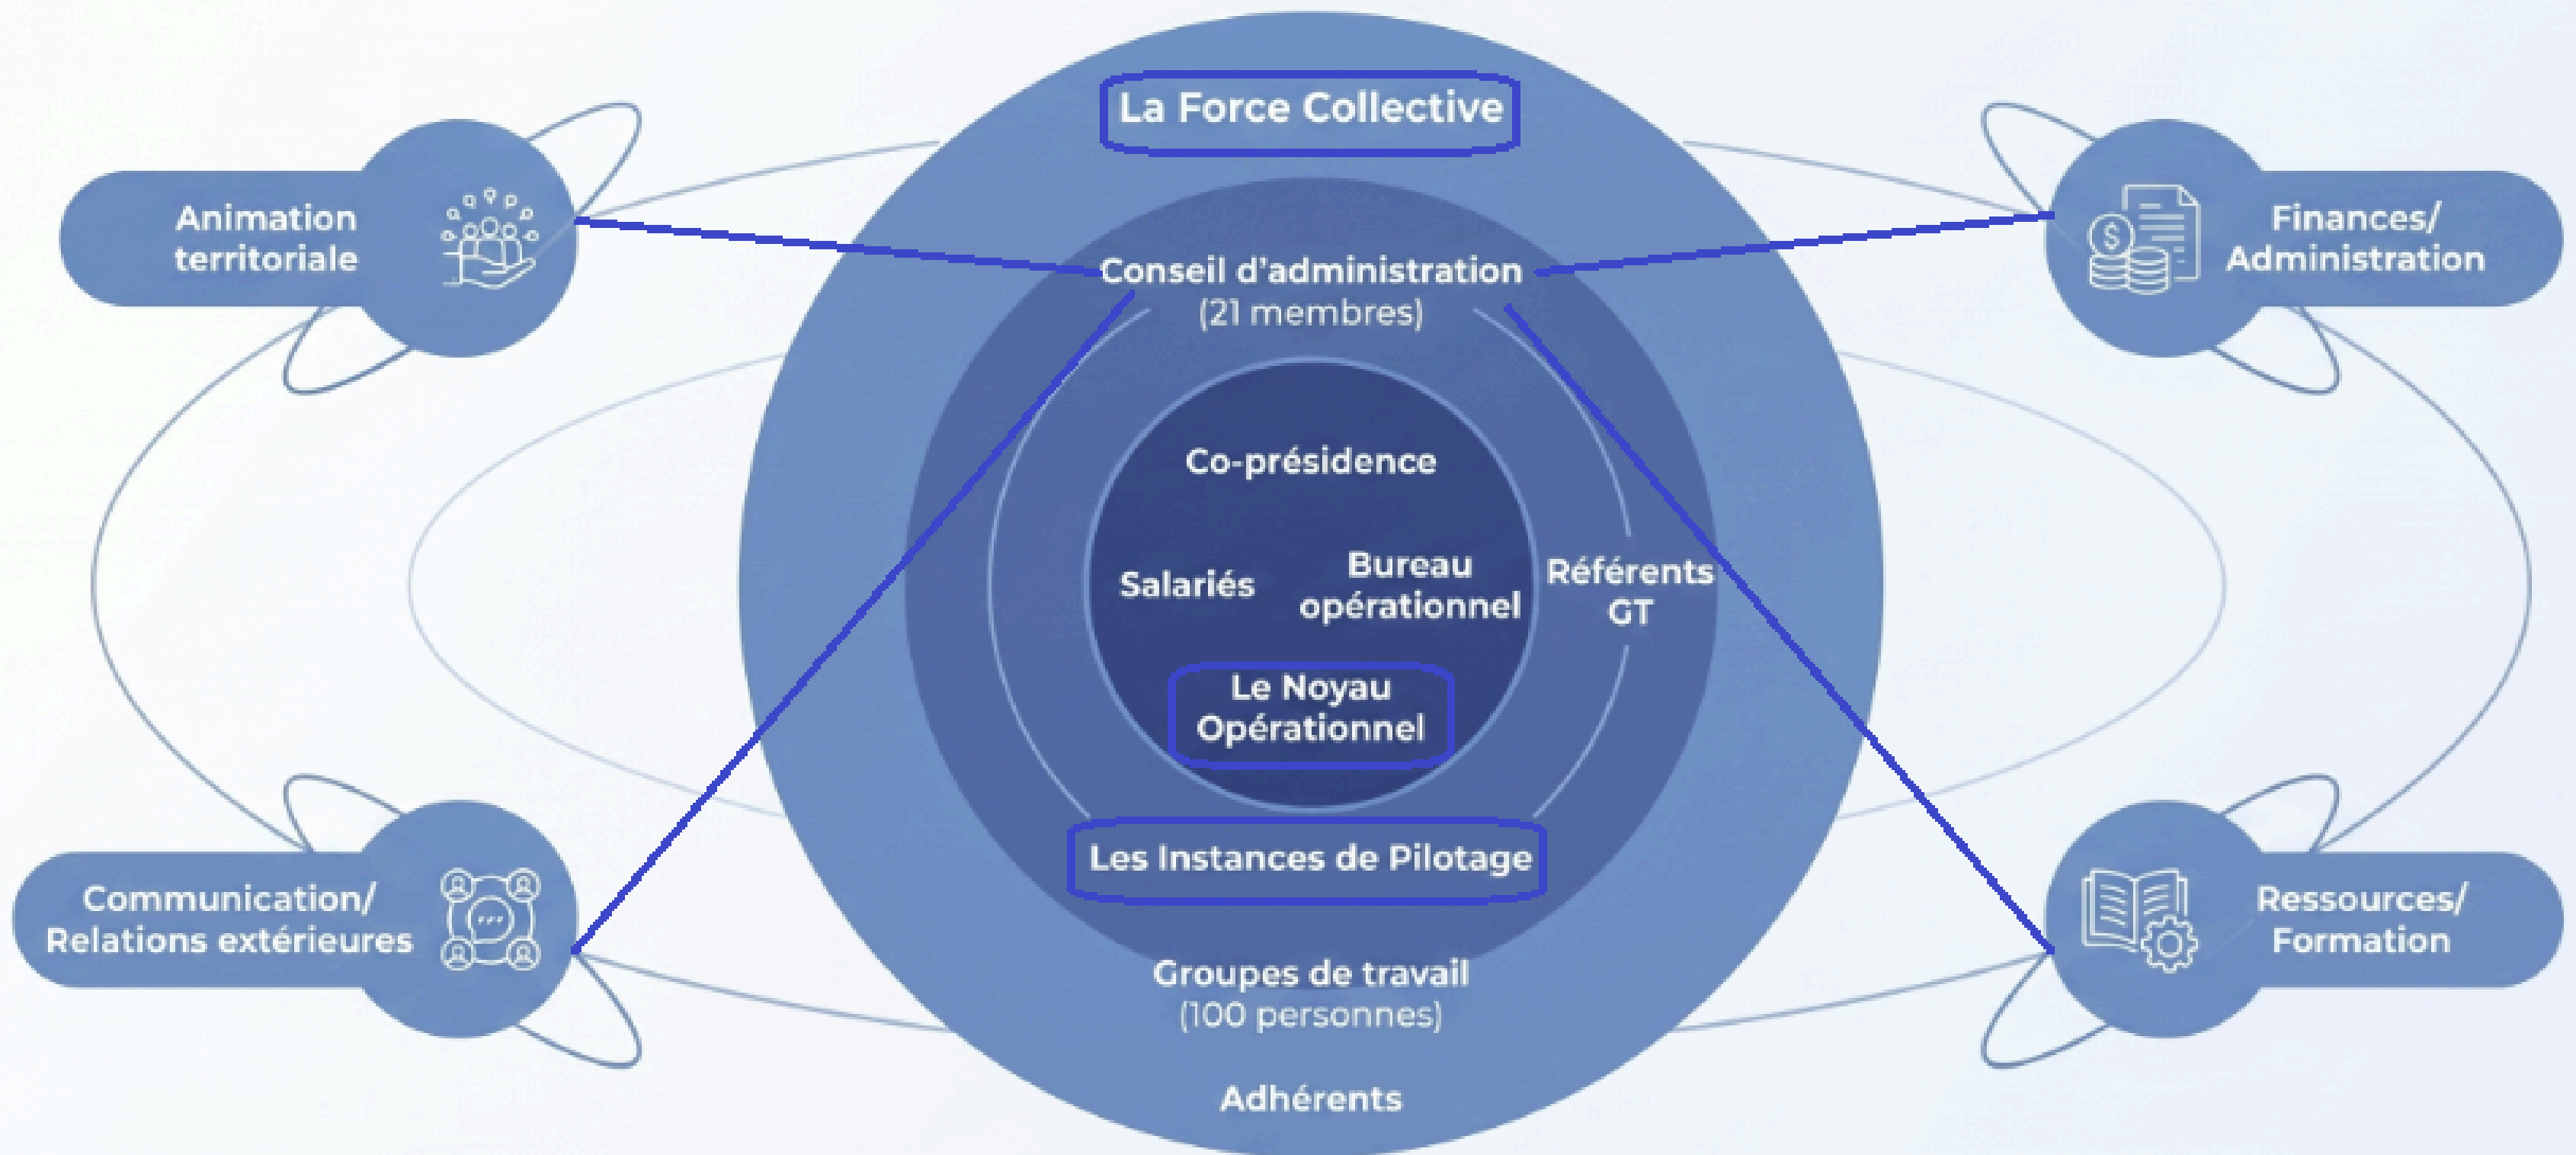 La Force Collective
Animation
territoriale
Finances/
Administration
Conseil d'administration
(21 membres)
Co-présidence
Salariés
Bureau
opérationnel
Référents
GT
Le Noyau
Opérationnel
Les Instances de Pilotage
Communication/
Relations extérieures
Ressources/
Formation
Groupes de travail
(100 personnes)
Adhérents